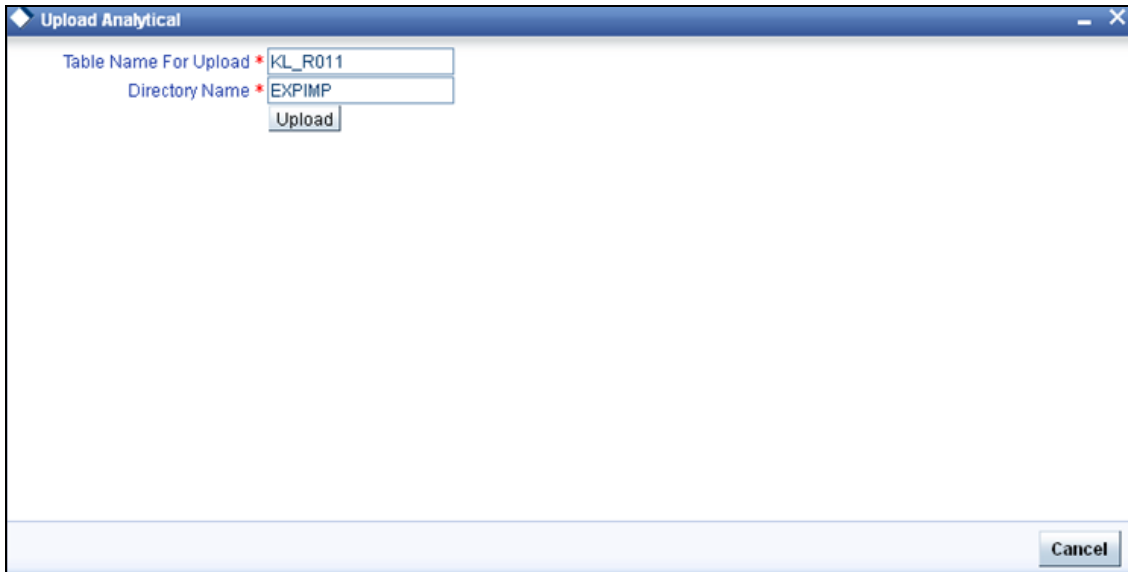 Upload Analytical
Table Name For Upload * KL_R011
Directory Name * EXPIMP
Upload
Cancel